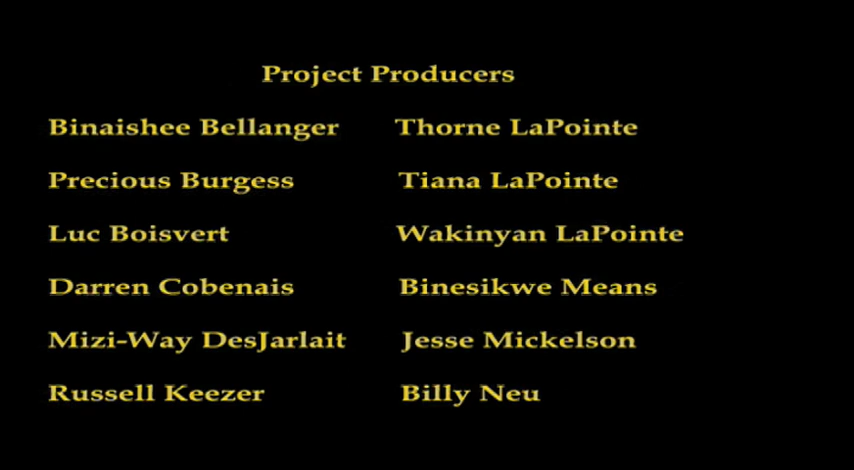 Project Producers
Binaishee Bellanger
Thorne LaPointe
Precious Burgess
Tiana LaPointe
Luc Boisvert
Wakinyan LaPointe
Darren Cobenais
Binesikwe Means
Mizi-Way DesJarlait
Jesse Mickelson
Russell Keezer
Billy Neu